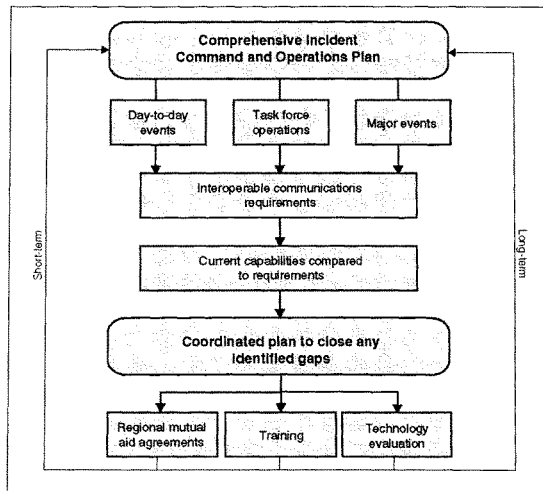 Comprehensive Incident
Command and Operations Plan
Day-to-day
events
Task force
operations
Major events
Interoperable communications
requirements
Current capabilities compared
to requirements
Short-term
Long-term
Coordinated plan to close any
identified gaps
Regional mutual
aid agreements
Training
Technology
evaluation